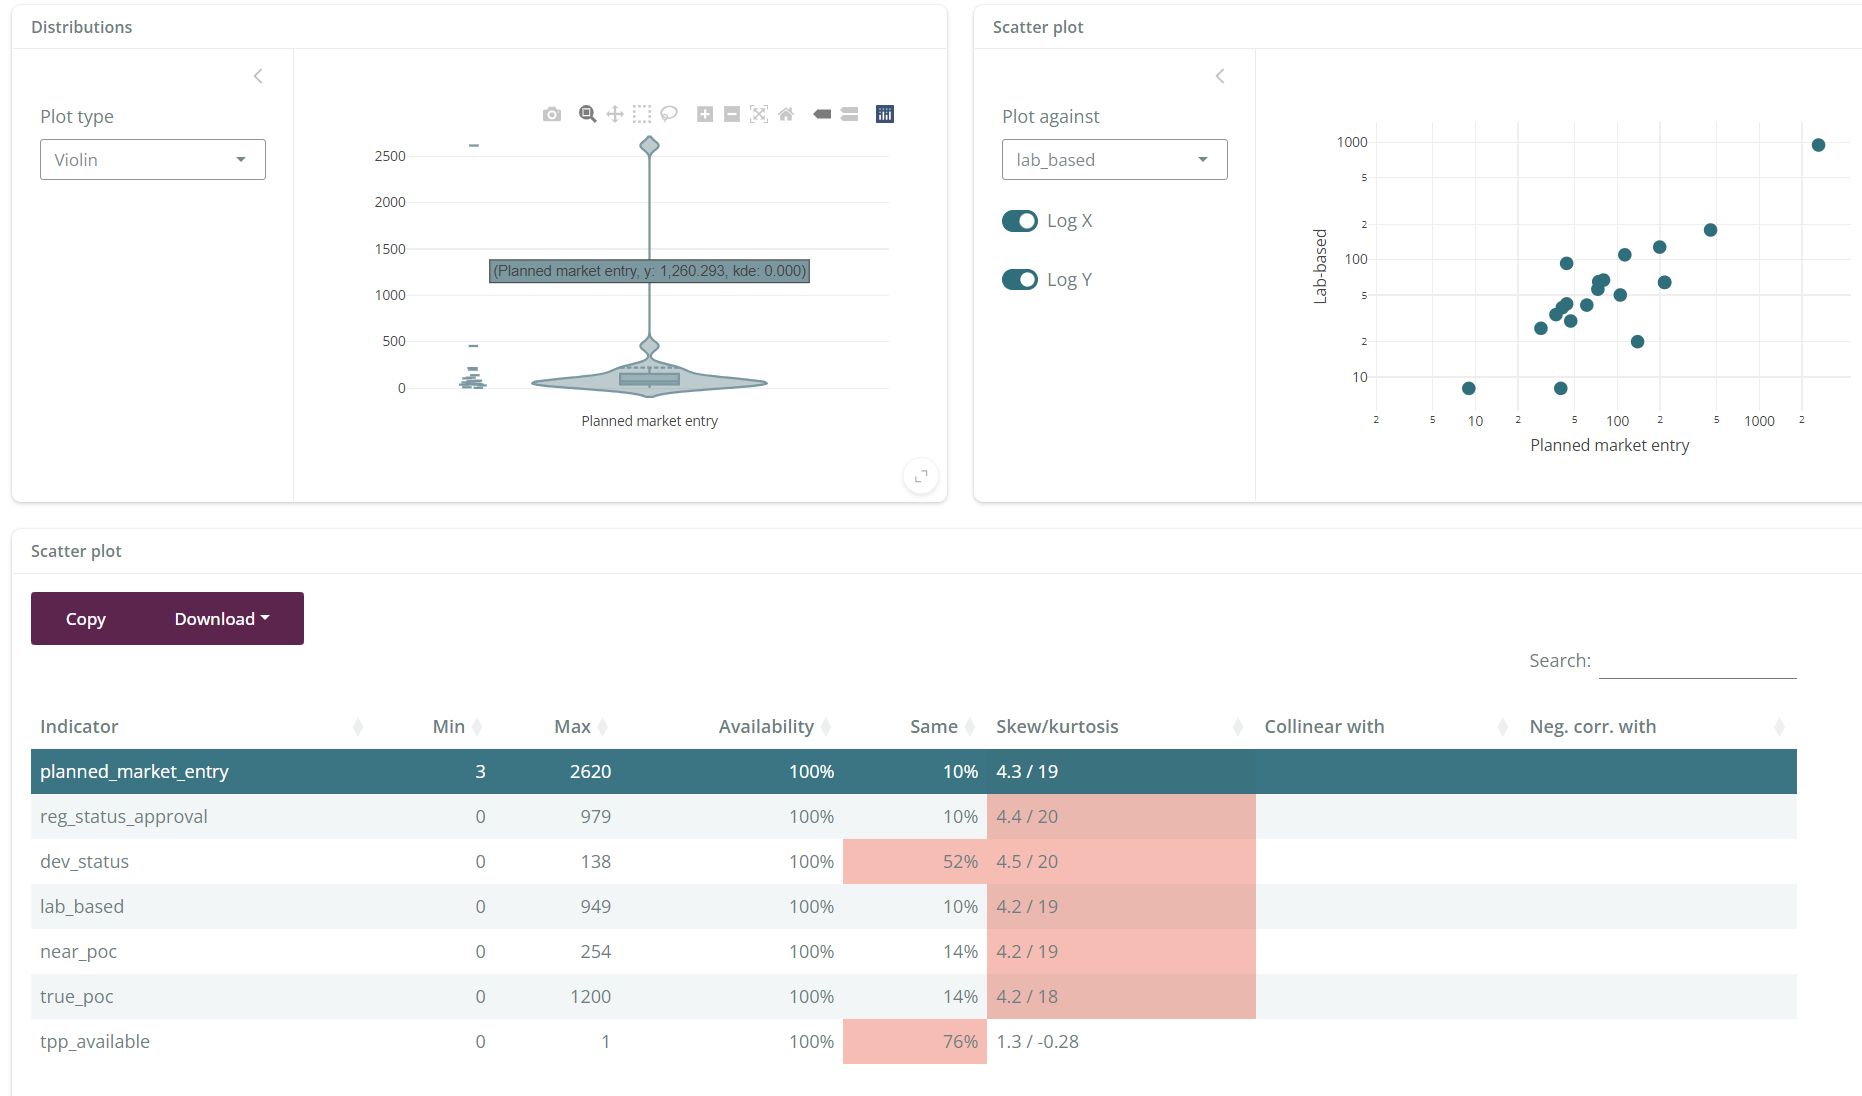 Distributions
Plot type
Violin
2500
2000
1500
(Planned market entry, y: 1,260.293, kde: 0.000)
1000
500
0
Planned market entry
Scatter plot
Plot against
lab_based
Log X
Log Y
Lab-based
1000
5
2
100
5
2
10
2 5 10 2 5 100 2 5 1000 2
Planned market entry
Scatter plot
Copy Download
Search:
Indicator Min Max Availability Same Skew/kurtosis Collinear with Neg. corr. with
planned_market_entry 3 2620 100% 10% 4.3 / 19
reg_status_approval 0 979 100% 10% 4.4 / 20
dev_status 0 138 100% 52% 4.5 / 20
lab_based 0 949 100% 10% 4.2 / 19
near_poc 0 254 100% 14% 4.2 / 19
true_poc 0 1200 100% 14% 4.2 / 18
tpp_available 0 1 100% 76% 1.3 / -0.28